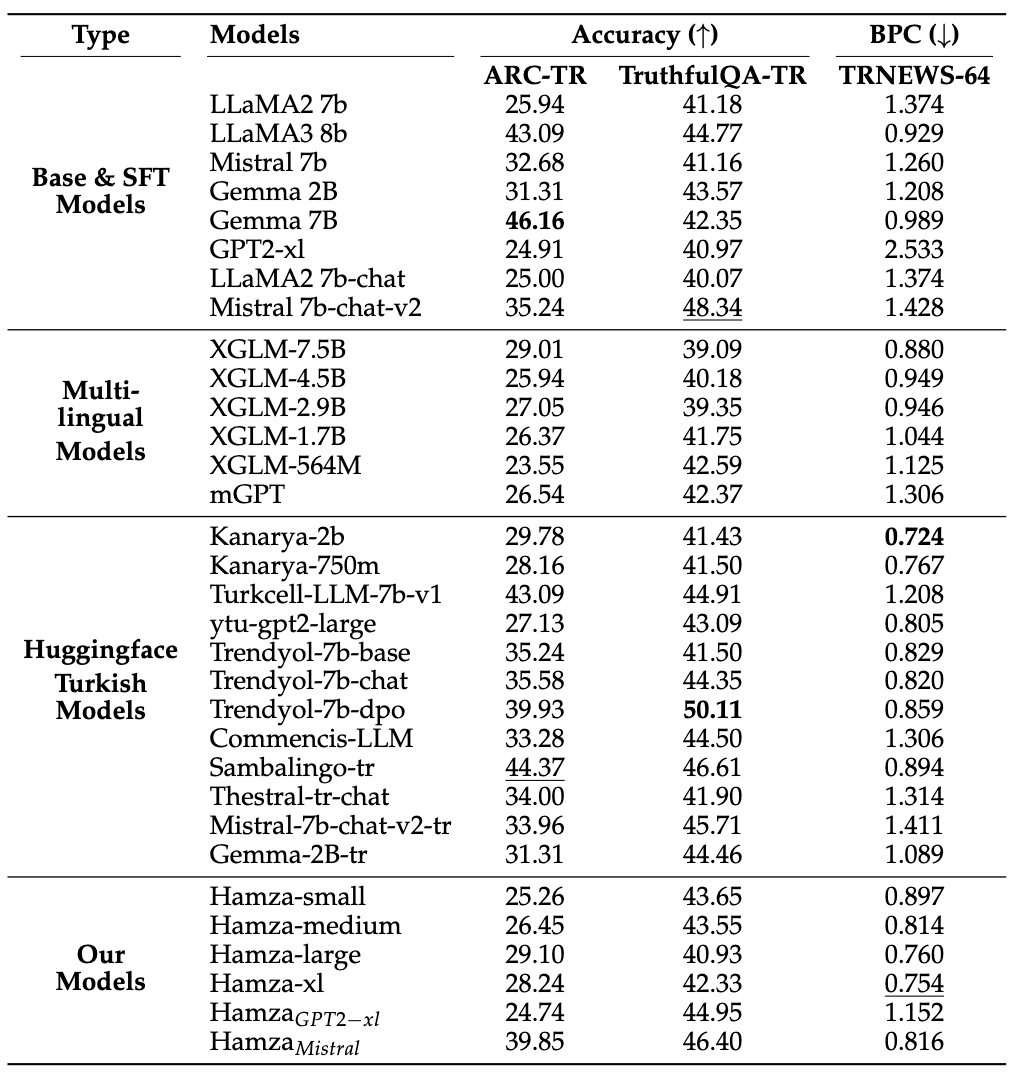 Type Models Accuracy (↑) BPC (↓)
ARC-TR TruthfulQA-TR TRNEWS-64
Base & SFT Models
LLaMA2 7b 25.94 41.18 1.374
LLaMA3 8b 43.09 44.77 0.929
Mistral 7b 32.68 41.16 1.260
Gemma 2B 31.31 43.57 1.208
Gemma 7B 46.16 42.35 0.989
GPT2-xl 24.91 40.97 2.533
LLaMA2 7b-chat 25.00 40.07 1.374
Mistral 7b-chat-v2 35.24 48.34 1.428
Multi-
lingual
Models
XGLM-7.5B 29.01 39.09 0.880
XGLM-4.5B 25.94 40.18 0.949
XGLM-2.9B 27.05 39.35 0.946
XGLM-1.7B 26.37 41.75 1.044
XGLM-564M 23.55 42.59 1.125
mGPT 26.54 42.37 1.306
Huggingface
Turkish
Models
Kanarya-2b 29.78 41.43 0.724
Kanarya-750m 28.16 41.50 0.767
Turkcell-LLM-7b-v1 43.09 44.91 1.208
ytu-gpt2-large 27.13 43.09 0.805
Trendyol-7b-base 35.24 41.50 0.829
Trendyol-7b-chat 35.58 44.35 0.820
Trendyol-7b-dpo 39.93 50.11 0.859
Commencis-LLM 33.28 44.50 1.306
Sambalingo-tr 44.37 46.61 0.894
Thestral-tr-chat 34.00 41.90 1.314
Mistral-7b-chat-v2-tr 33.96 45.71 1.411
Gemma-2B-tr 31.31 44.46 1.089
Our
Models
Hamza-small 25.26 43.65 0.897
Hamza-medium 26.45 43.55 0.814
Hamza-large 29.10 40.93 0.760
Hamza-xl 28.24 42.33 0.754
Hamza GPT2−xl 24.74 44.95 1.152
Hamza Mistral 39.85 46.40 0.816